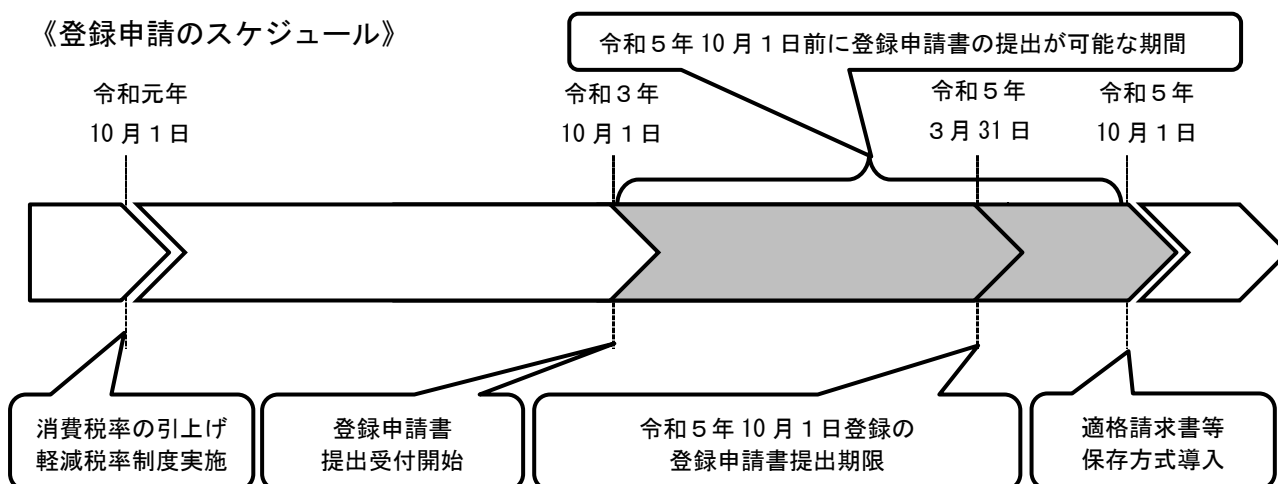 《登録申請のスケジュール》
令和５年 10 月１日前に登録申請書の提出が可能な期間
令和元年
10 月１日
令和３年
10 月１日
令和５年
３月 31 日
令和５年
10 月１日
消費税率の引上げ
軽減税率制度実施
登録申請書
提出受付開始
令和５年 10 月１日登録の
登録申請書提出期限
適格請求書等
保存方式導入